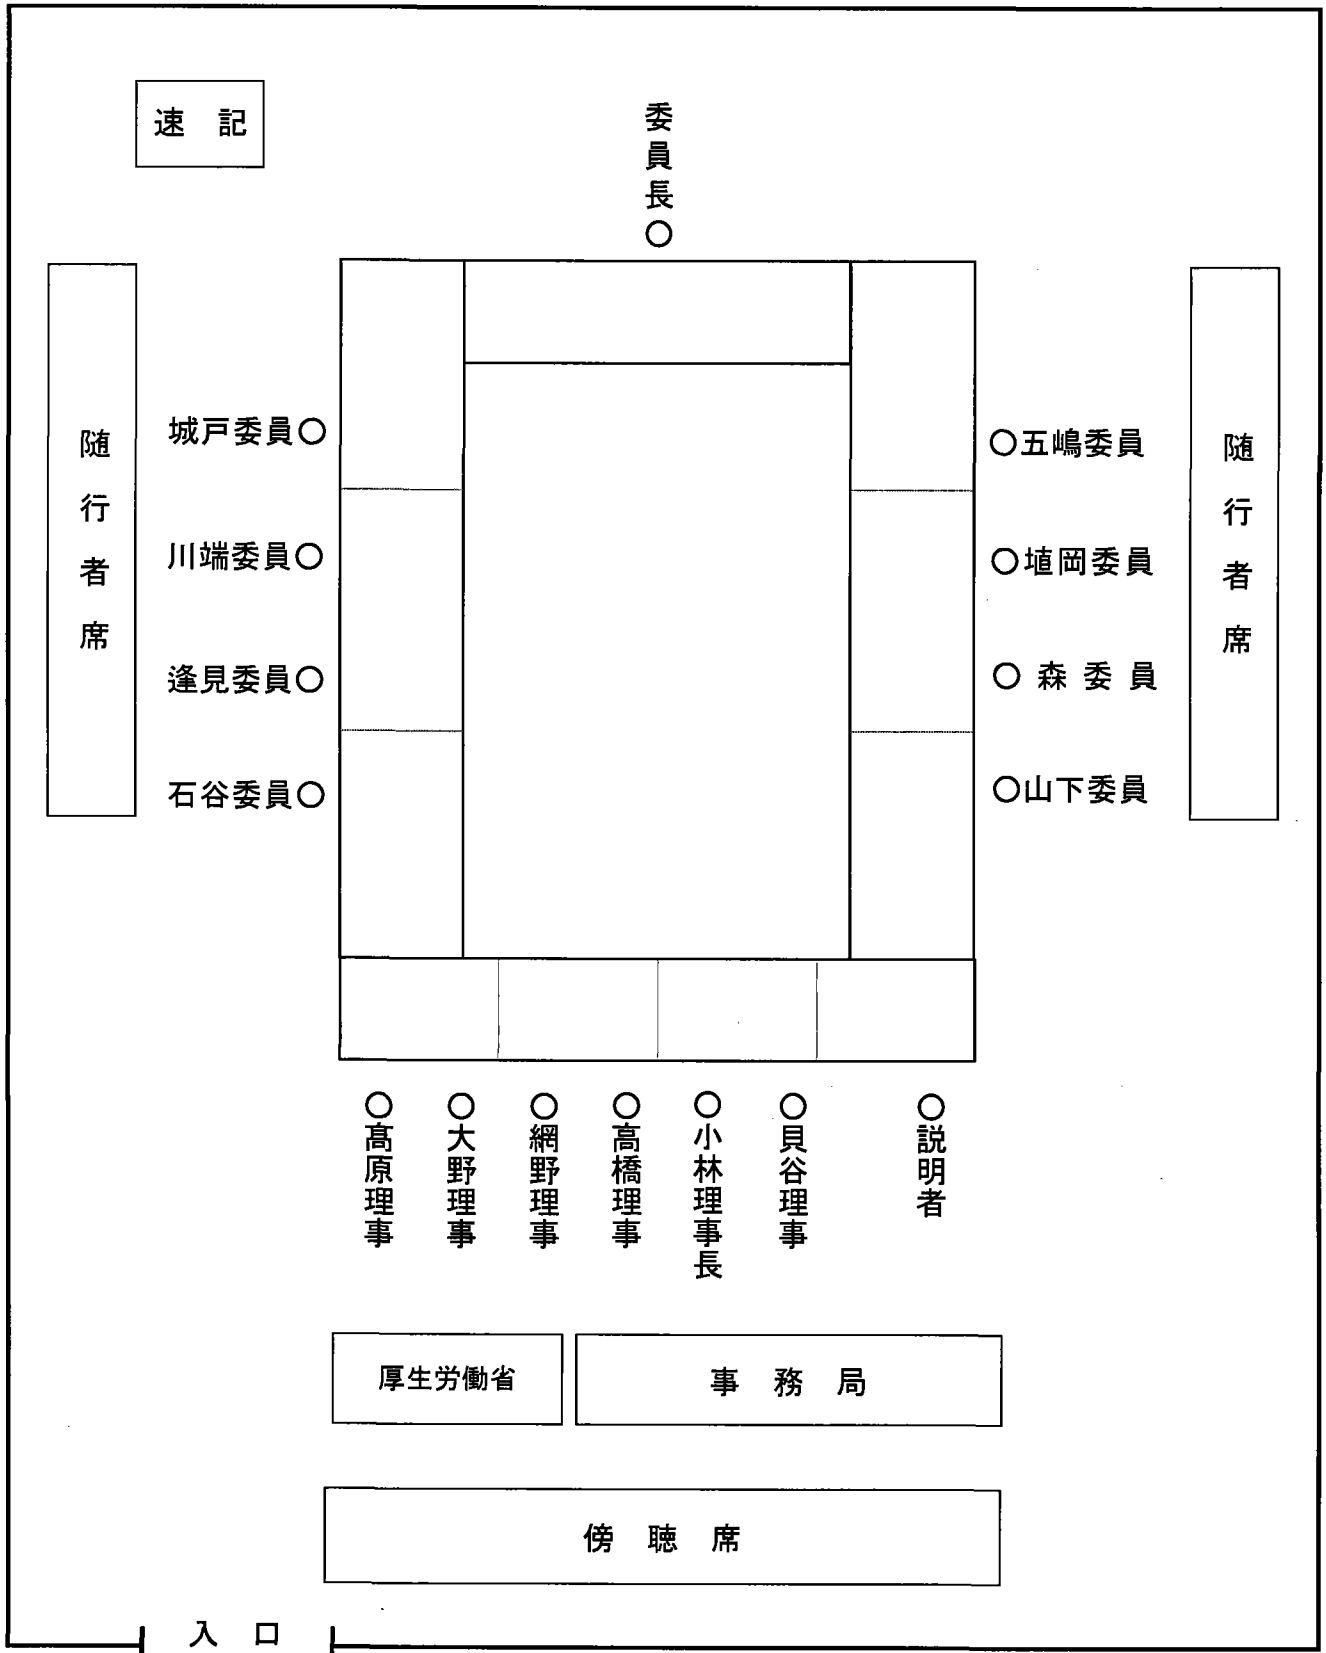 速 記
委員長○
随行者席
城戸委員○
川端委員○
逢見委員○
石谷委員○
○五嶋委員
○埴岡委員
○ 森 委 員
○山下委員
随行者席
○髙原理事
○大野理事
○網野理事
○高橋理事
○小林理事長
○貝谷理事
○説明者
厚生労働省
事 務 局
傍 聴 席
入 口